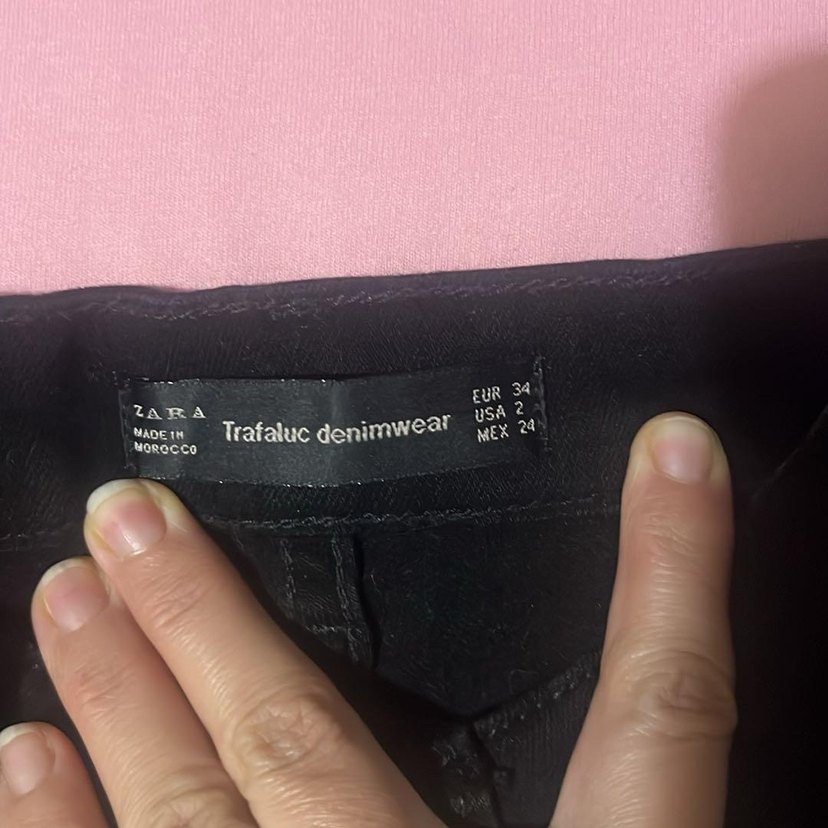 ZARA
MADE IN
MOROCCO
Trafaluc denimwear
EUR 34
USA 2
MEX 24